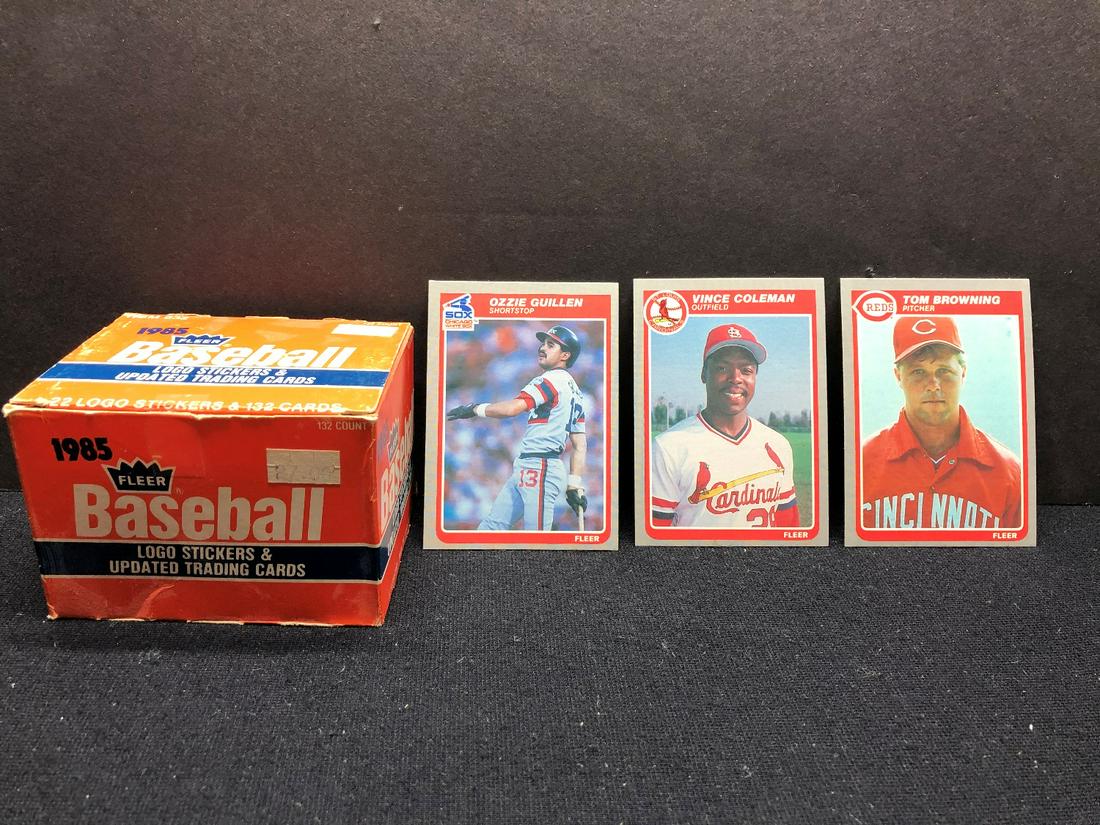 1985
FLEER
Baseball
LOGO STICKERS &
UPDATED TRADING CARDS
22 LOGO STICKERS & 132 CARDS
132 COUNT
1985
FLEER
Baseball
LOGO STICKERS &
UPDATED TRADING CARDS
SOX
CHICAGO
WHITE SOX
OZZIE GUILLEN
SHORTSTOP
13
FLEER
VINCE COLEMAN
OUTFIELD
Cardinals
FLEER
REDS
TOM BROWNING
PITCHER
C
CINCINNATI
FLEER